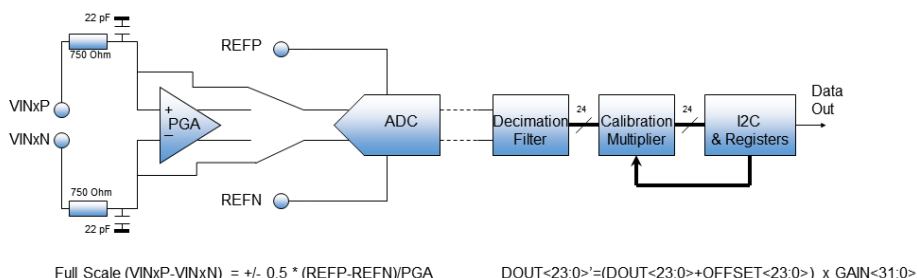 22 pF
750 Ohm
REFP
VINxP
VINxN
+
PGA
–
ADC
Decimation
Filter
24
Calibration
Multiplier
24
I2C
& Registers
Data
Out
REFN
750 Ohm
22 pF
Full Scale (VINxP-VINxN) = +/- 0.5 * (REFP-REFN)/PGA
DOUT<23:0>'=(DOUT<23:0>+OFFSET<23:0>) x GAIN<31:0>